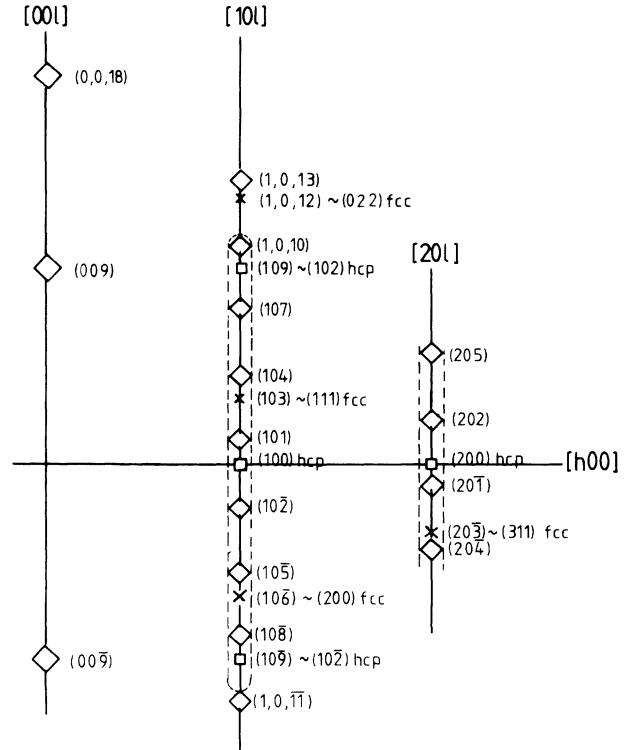 [00l]
(0,0,18)
(009)
(009̅)
[10l]
(1,0,13)
(1,0,12) ~(022) fcc
(1,0,10)
(109) ~(102) hcp
(107)
(104)
(103) ~(111) fcc
(101)
(100) hcp
(102̅)
(105̅)
(106̅) ~ (200) fcc
(108̅)
(109̅) ~(102̅) hcp
(1,0,1̅1̅)
[20l]
(205)
(202)
(200) hcp
(201̅)
(203̅) ~ (311) fcc
(204̅)
[h00]